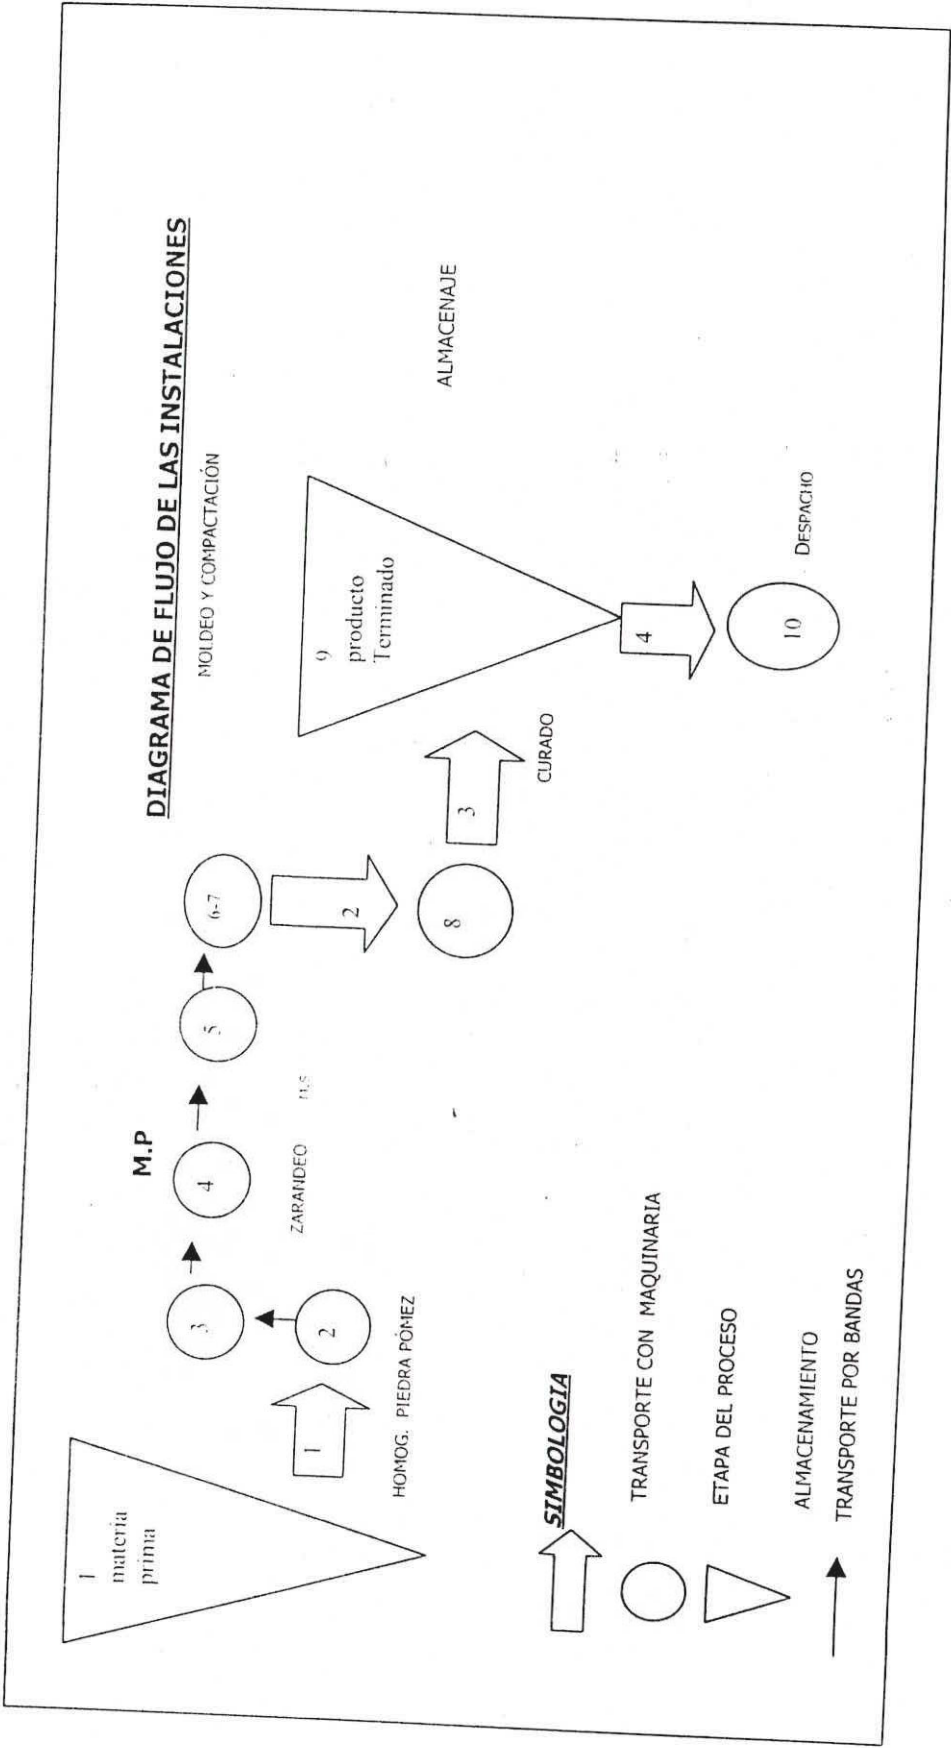 DIAGRAMA DE FLUJO DE LAS INSTALACIONES
MOLDEO Y COMPACTACIÓN
M.P
1
materia
prima
1
2
3
4
5
6-7
2
8
3
9
producto
Terminado
4
10
HOMOG. PIEDRA PÓMEZ
ZARANDEO
CURADO
ALMACENAJE
DESPACHO
SIMBOLOGIA
TRANSPORTE CON MAQUINARIA
ETAPA DEL PROCESO
ALMACENAMIENTO
TRANSPORTE POR BANDAS